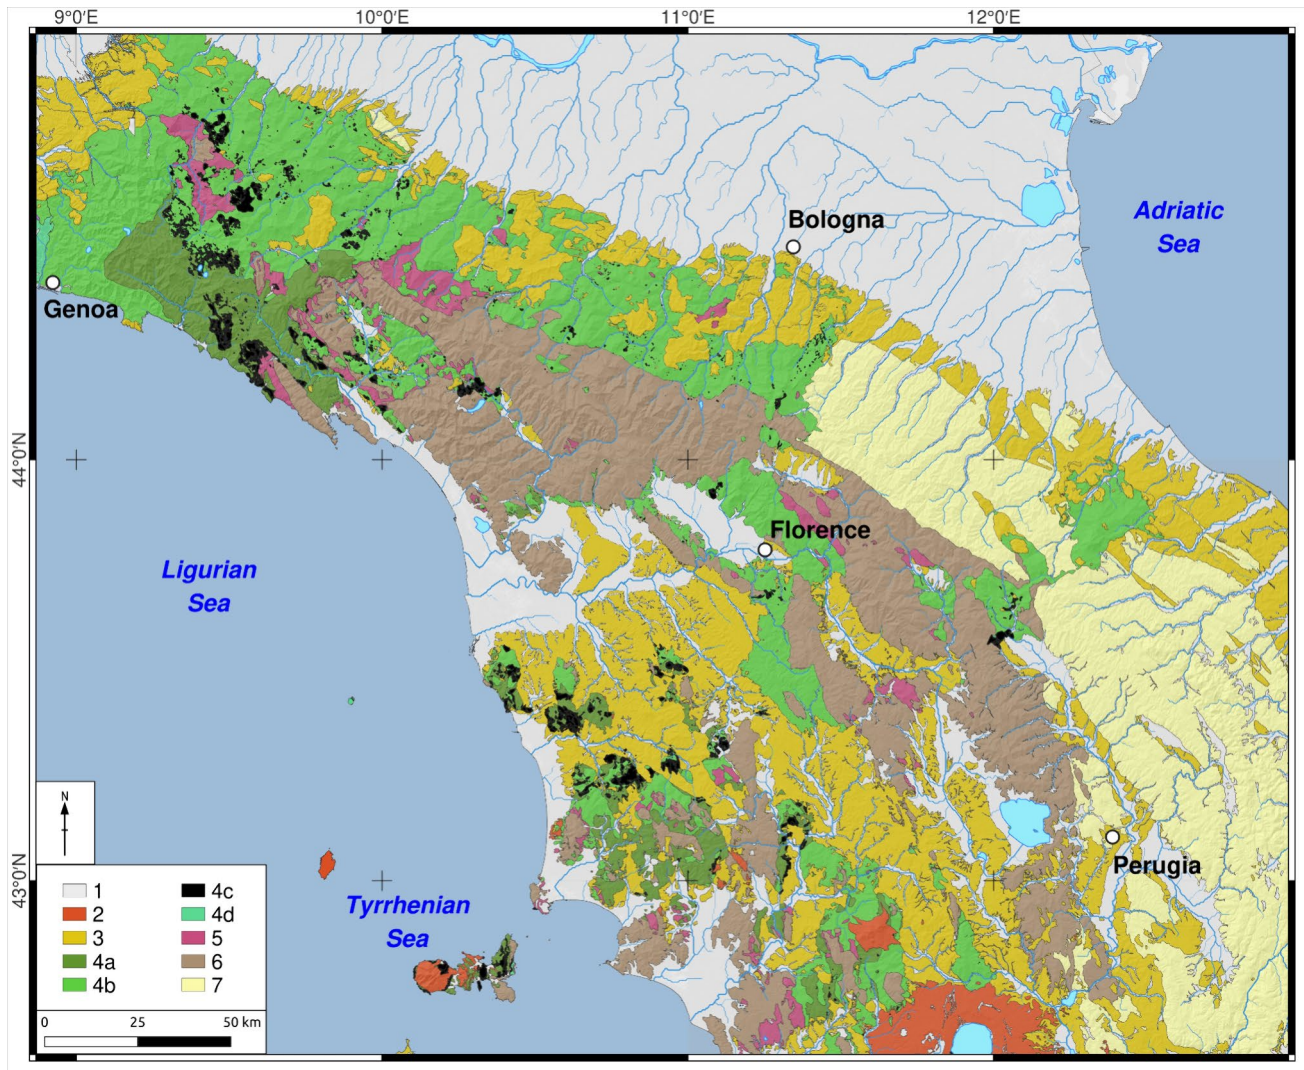 9°0′E 10°0′E 11°0′E 12°0′E
Bologna
Adriatic
Sea
Genoa
44°0′N
Florence
Ligurian
Sea
N
Perugia
43°0′N
Tyrrhenian
Sea
1 4c
2 4d
3 5
4a 6
4b 7
0 25 50 km